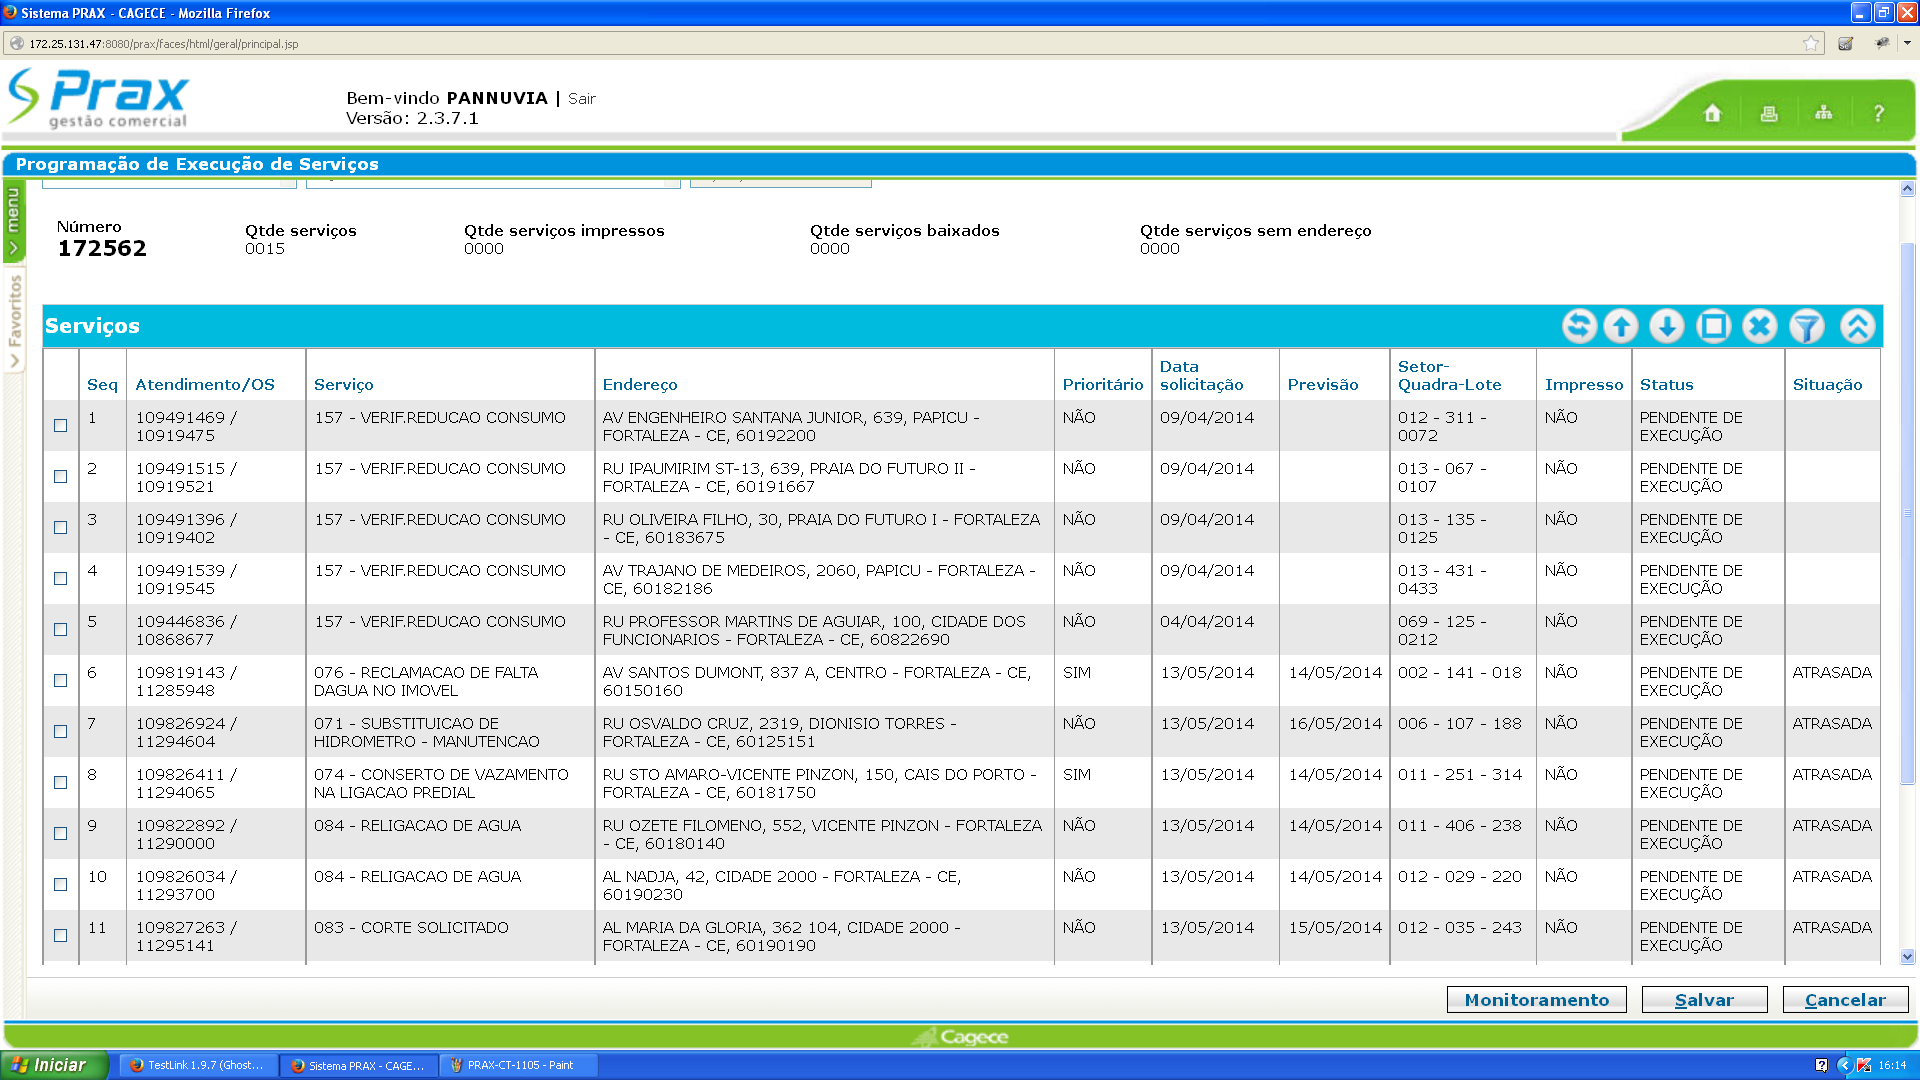 Sistema PRAX - CAGECE - Mozilla Firefox
172.25.131.47:8080/prax/faces/html/geral/principal.jsp
Prax
gestão comercial
Bem-vindo PANNUVIA | Sair
Versão: 2.3.7.1
?
Programação de Execução de Serviços
menu
Favoritos
Número
172562
Qtde serviços
0015
Qtde serviços impressos
0000
Qtde serviços baixados
0000
Qtde serviços sem endereço
0000
Serviços
Seq Atendimento/OS Serviço Endereço Prioritário Data solicitação Previsão Setor-Quadra-Lote Impresso Status Situação
1 109491469 / 10919475 157 - VERIF.REDUCAO CONSUMO AV ENGENHEIRO SANTANA JUNIOR, 639, PAPICU - FORTALEZA - CE, 60192200 NÃO 09/04/2014 012 - 311 - 0072 NÃO PENDENTE DE EXECUÇÃO
2 109491515 / 10919521 157 - VERIF.REDUCAO CONSUMO RU IPAUMIRIM ST-13, 639, PRAIA DO FUTURO II - FORTALEZA - CE, 60191667 NÃO 09/04/2014 013 - 067 - 0107 NÃO PENDENTE DE EXECUÇÃO
3 109491396 / 10919402 157 - VERIF.REDUCAO CONSUMO RU OLIVEIRA FILHO, 30, PRAIA DO FUTURO I - FORTALEZA - CE, 60183675 NÃO 09/04/2014 013 - 135 - 0125 NÃO PENDENTE DE EXECUÇÃO
4 109491539 / 10919545 157 - VERIF.REDUCAO CONSUMO AV TRAJANO DE MEDEIROS, 2060, PAPICU - FORTALEZA - CE, 60182186 NÃO 09/04/2014 013 - 431 - 0433 NÃO PENDENTE DE EXECUÇÃO
5 109446836 / 10868677 157 - VERIF.REDUCAO CONSUMO RU PROFESSOR MARTINS DE AGUIAR, 100, CIDADE DOS FUNCIONARIOS - FORTALEZA - CE, 60822690 NÃO 04/04/2014 069 - 125 - 0212 NÃO PENDENTE DE EXECUÇÃO
6 109819143 / 11285948 076 - RECLAMACAO DE FALTA DAGUA NO IMOVEL AV SANTOS DUMONT, 837 A, CENTRO - FORTALEZA - CE, 60150160 SIM 13/05/2014 14/05/2014 002 - 141 - 018 NÃO PENDENTE DE EXECUÇÃO ATRASADA
7 109826924 / 11294604 071 - SUBSTITUICAO DE HIDROMETRO - MANUTENCAO RU OSVALDO CRUZ, 2319, DIONISIO TORRES - FORTALEZA - CE, 60125151 NÃO 13/05/2014 16/05/2014 006 - 107 - 188 NÃO PENDENTE DE EXECUÇÃO ATRASADA
8 109826411 / 11294065 074 - CONSERTO DE VAZAMENTO NA LIGACAO PREDIAL RU STO AMARO-VICENTE PINZON, 150, CAIS DO PORTO - FORTALEZA - CE, 60181750 SIM 13/05/2014 14/05/2014 011 - 251 - 314 NÃO PENDENTE DE EXECUÇÃO ATRASADA
9 109822892 / 11290000 084 - RELIGACAO DE AGUA RU OZETE FILOMENO, 552, VICENTE PINZON - FORTALEZA - CE, 60180140 NÃO 13/05/2014 14/05/2014 011 - 406 - 238 NÃO PENDENTE DE EXECUÇÃO ATRASADA
10 109826034 / 11293700 084 - RELIGACAO DE AGUA AL NADJA, 42, CIDADE 2000 - FORTALEZA - CE, 60190230 NÃO 13/05/2014 14/05/2014 012 - 029 - 220 NÃO PENDENTE DE EXECUÇÃO ATRASADA
11 109827263 / 11295141 083 - CORTE SOLICITADO AL MARIA DA GLORIA, 362 104, CIDADE 2000 - FORTALEZA - CE, 60190190 NÃO 13/05/2014 15/05/2014 012 - 035 - 243 NÃO PENDENTE DE EXECUÇÃO ATRASADA
Monitoramento Salvar Cancelar
Cagece
Iniciar TestLink 1.9.7 (Ghost... Sistema PRAX - CAGE... PRAX-CT-1105 - Paint 16:14